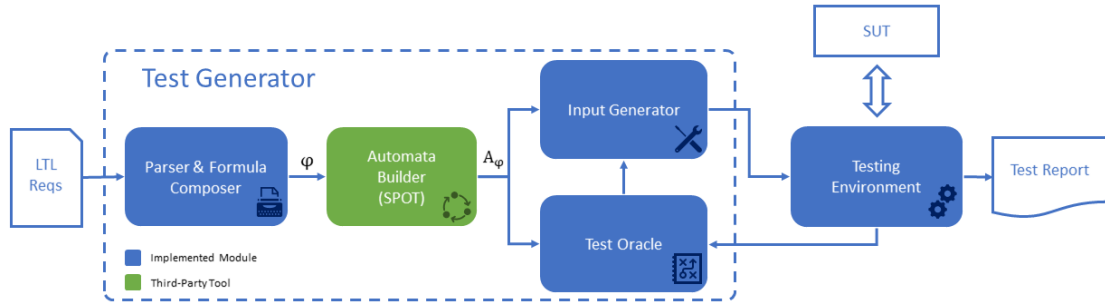 SUT
Test Generator
Input Generator
LTL
Reqs
Parser & Formula
Composer
φ
Automata
Builder
(SPOT)
Aφ
Testing
Environment
Test Report
Test Oracle
Implemented Module
Third-Party Tool